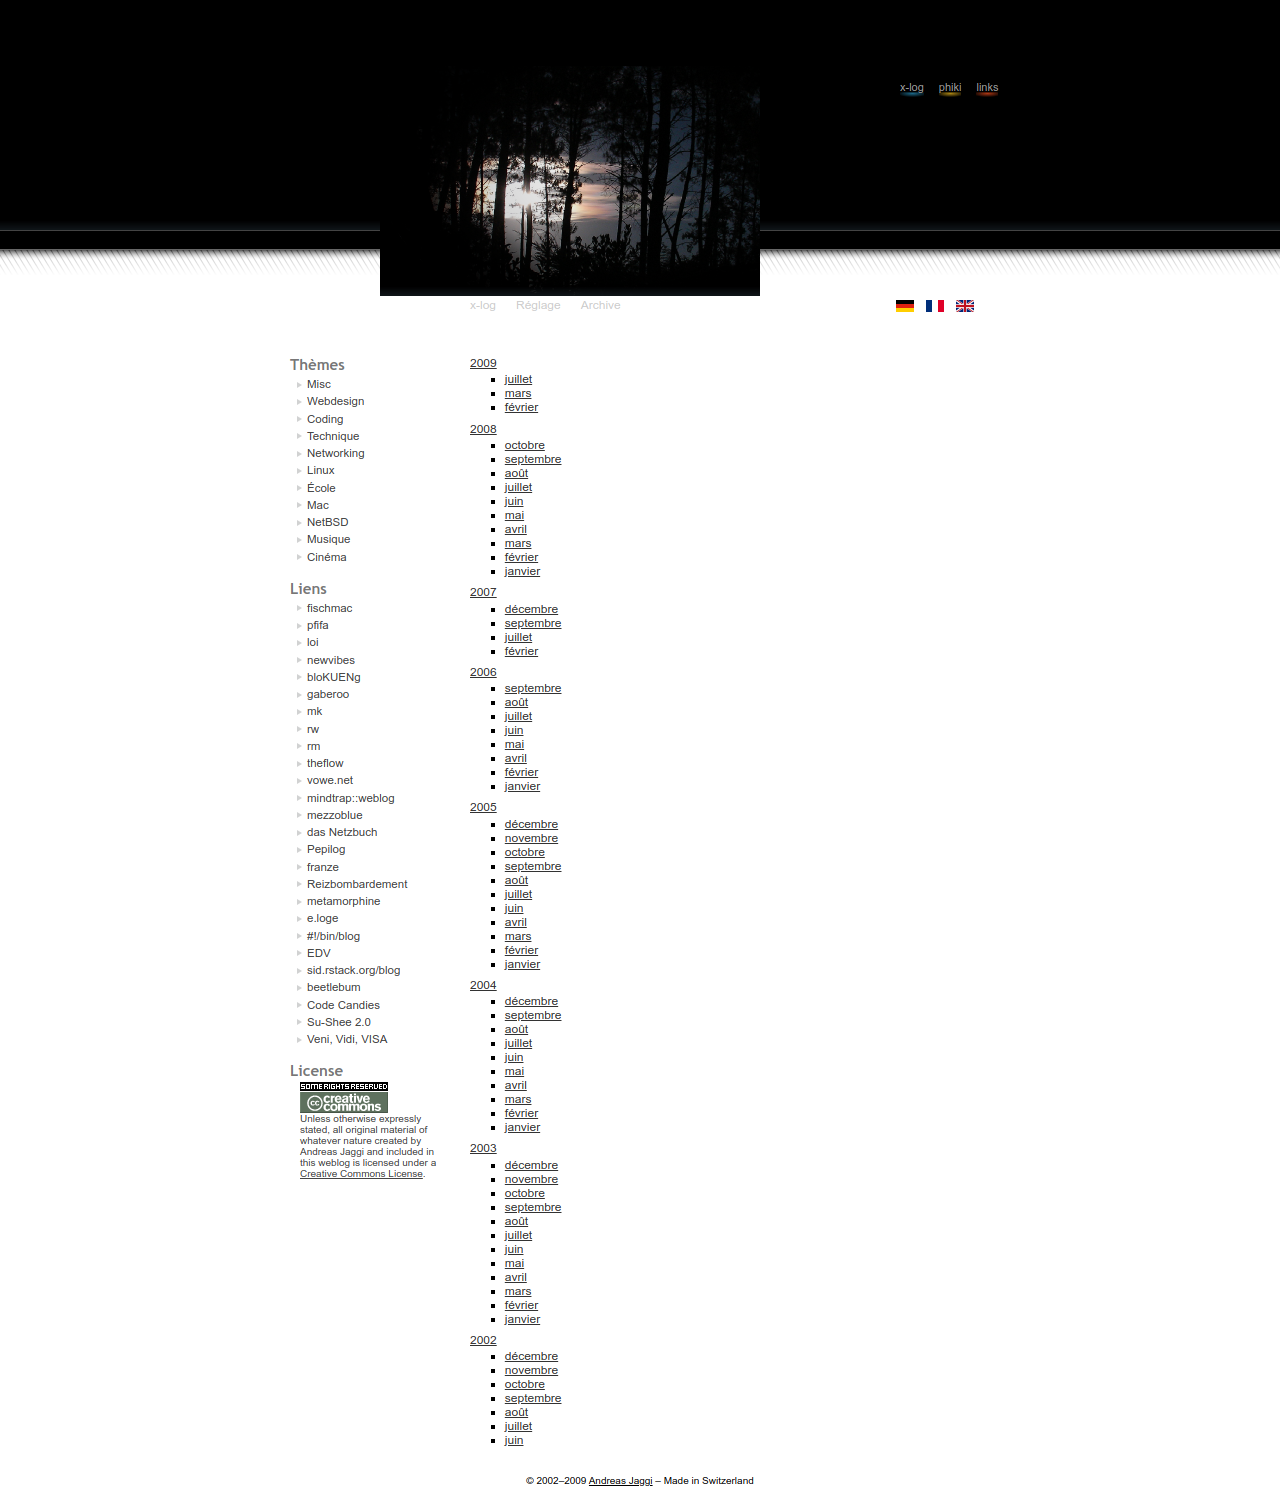 x-log phiki links
x-log Réglage Archive
Thèmes
Misc
Webdesign
Coding
Technique
Networking
Linux
École
Mac
NetBSD
Musique
Cinéma
Liens
fischmac
pfifa
loi
newvibes
bloKUENg
gaberoo
mk
rw
rm
theflow
vowe.net
mindtrap::weblog
mezzoblue
das Netzbuch
Pepilog
franze
Reizbombardement
metamorphine
e.loge
#!/bin/blog
EDV
sid.rstack.org/blog
beetlebum
Code Candies
Su-Shee 2.0
Veni, Vidi, VISA
License
SOME RIGHTS RESERVED
cc creative
commons
Unless otherwise expressly
stated, all original material of
whatever nature created by
Andreas Jaggi and included in
this weblog is licensed under a
Creative Commons License.
2009
juillet
mars
février
2008
octobre
septembre
août
juillet
juin
mai
avril
mars
février
janvier
2007
décembre
septembre
juillet
février
2006
septembre
août
juillet
juin
mai
avril
février
janvier
2005
décembre
novembre
octobre
septembre
août
juillet
juin
avril
mars
février
janvier
2004
décembre
septembre
août
juillet
juin
mai
avril
mars
février
janvier
2003
décembre
novembre
octobre
septembre
août
juillet
juin
mai
avril
mars
février
janvier
2002
décembre
novembre
octobre
septembre
août
juillet
juin
© 2002–2009 Andreas Jaggi – Made in Switzerland